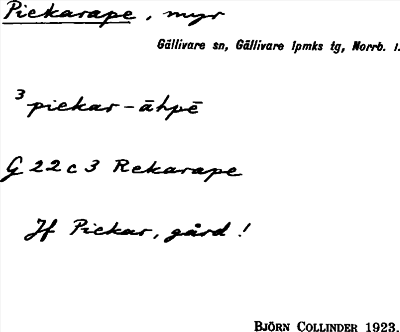 Pickarape, myr
Gällivare sn, Gällivare lpmks tg, Norrb. l.
³pickar-āhpē
G 22 c 3 Rekarape
Jf Pickar, gård!
BJÖRN COLLINDER 1923.